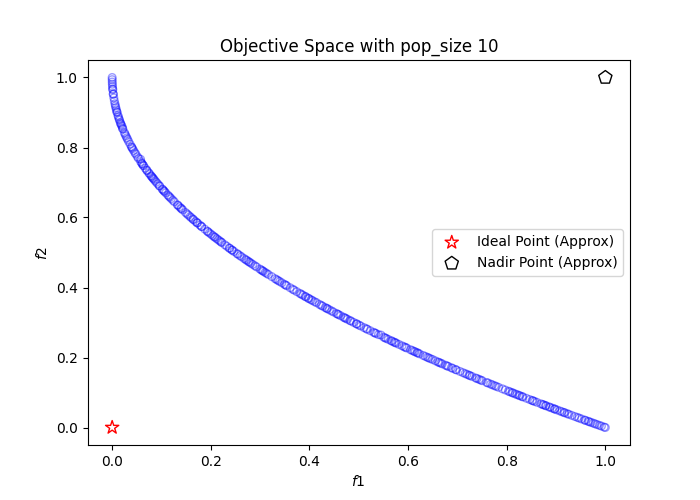 Objective Space with pop_size 10
1.0
0.8
0.6
0.4
0.2
0.0
f2
Ideal Point (Approx)
Nadir Point (Approx)
0.0 0.2 0.4 0.6 0.8 1.0
f1